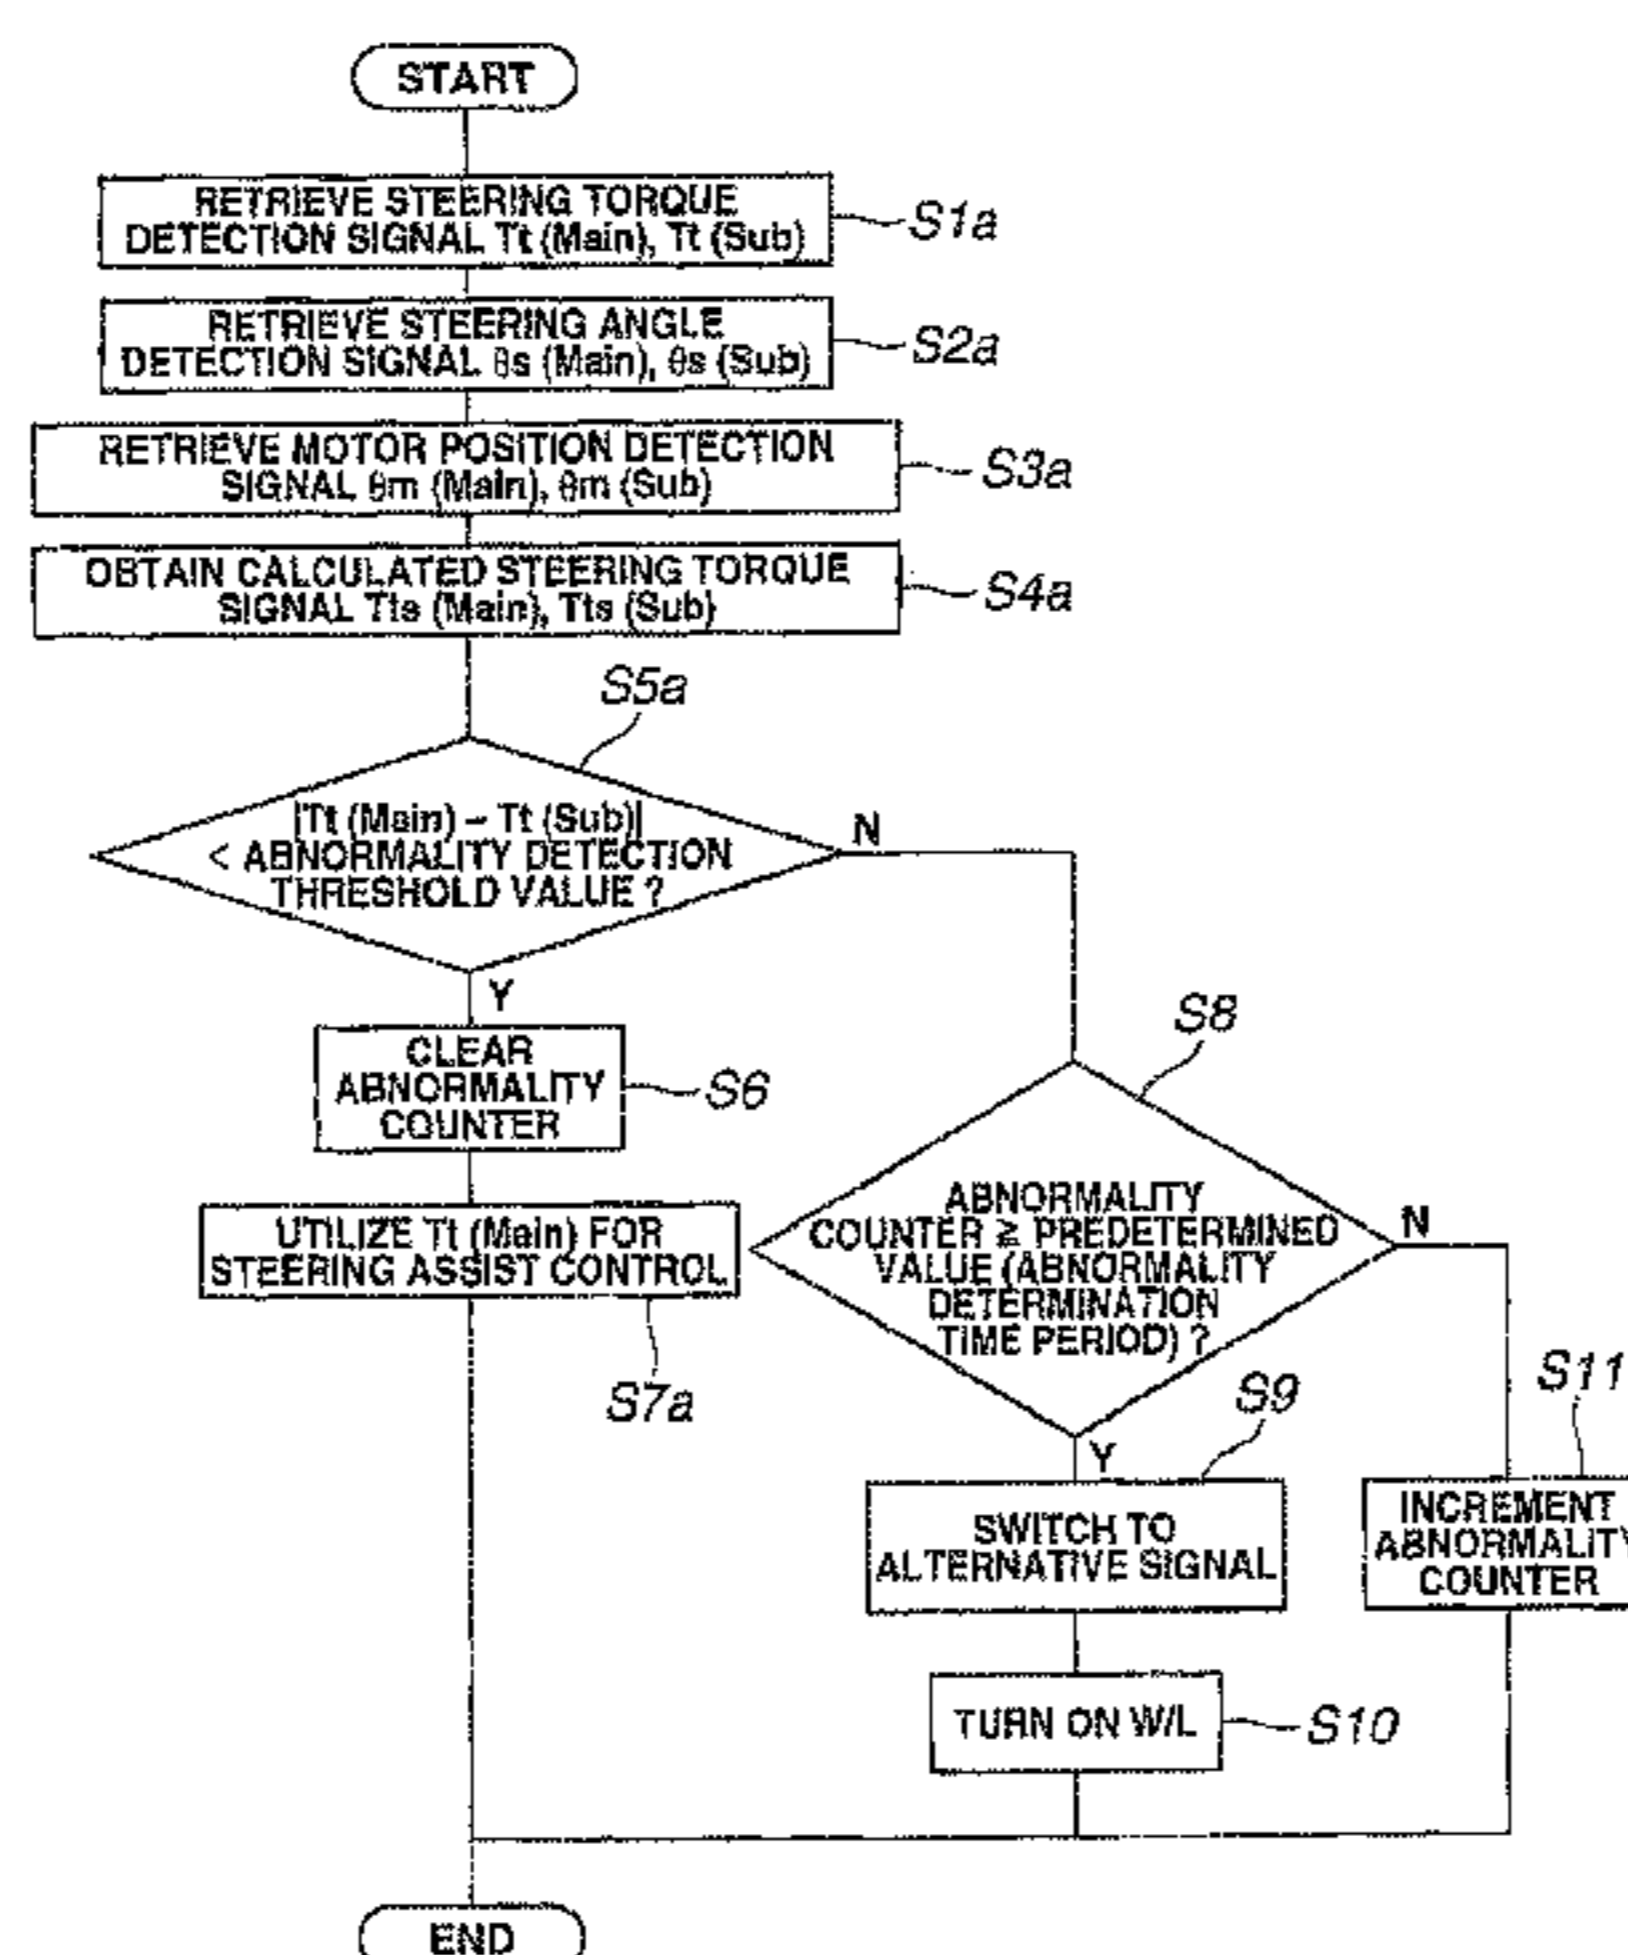 START
RETRIEVE STEERING TORQUE
DETECTION SIGNAL Tt (Main), Tt (Sub)
S1a
RETRIEVE STEERING ANGLE
DETECTION SIGNAL θs (Main), θs (Sub)
S2a
RETRIEVE MOTOR POSITION DETECTION
SIGNAL θm (Main), θm (Sub)
S3a
OBTAIN CALCULATED STEERING TORQUE
SIGNAL Tts (Main), Tts (Sub)
S4a
S5a
|Tt (Main) – Tt (Sub)|
< ABNORMALITY DETECTION
THRESHOLD VALUE ?
N
Y
CLEAR
ABNORMALITY
COUNTER
S6
UTILIZE Tt (Main) FOR
STEERING ASSIST CONTROL
S7a
S8
ABNORMALITY
COUNTER ≧ PREDETERMINED
VALUE (ABNORMALITY
DETERMINATION
TIME PERIOD) ?
N
Y
S9
SWITCH TO
ALTERNATIVE SIGNAL
S11
INCREMENT
ABNORMALITY
COUNTER
TURN ON W/L
S10
END